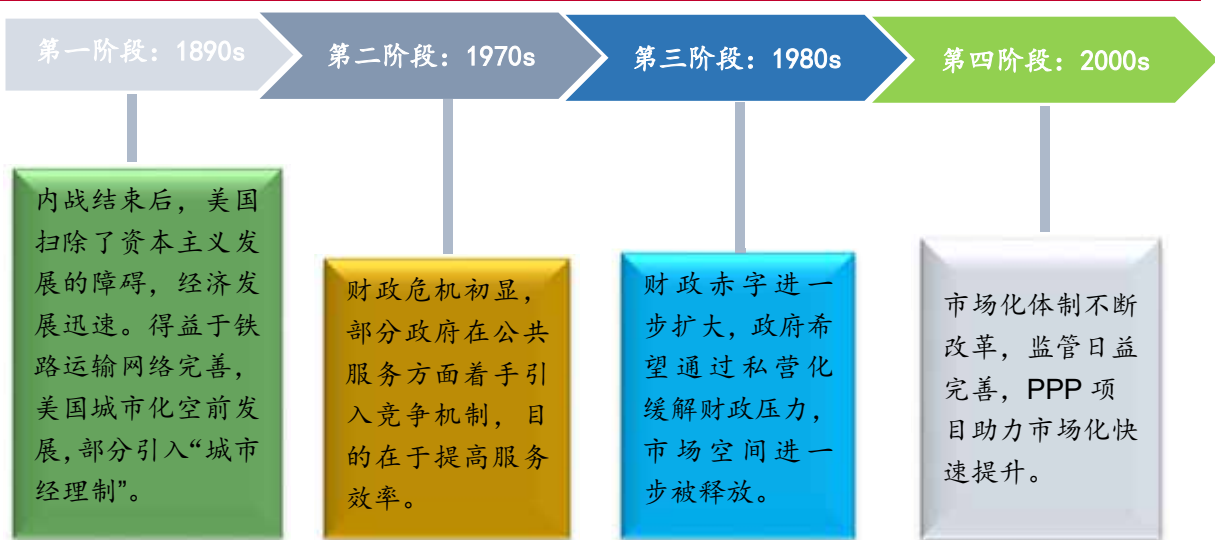 第一阶段：1890s
第二阶段：1970s
第三阶段：1980s
第四阶段：2000s
内战结束后，美国
扫除了资本主义发
展的障碍，经济发
展迅速。得益于铁
路运输网络完善，
美国城市化空前发
展，部分引入“城市
经理制”。
财政危机初显，
部分政府在公共
服务方面着手引
入竞争机制，目
的在于提高服务
效率。
财政赤字进一
步扩大，政府希
望通过私营化
缓解财政压力，
市场空间进一
步被释放。
市场化体制不断
改革，监管日益
完善，PPP 项
目助力市场化快
速提升。